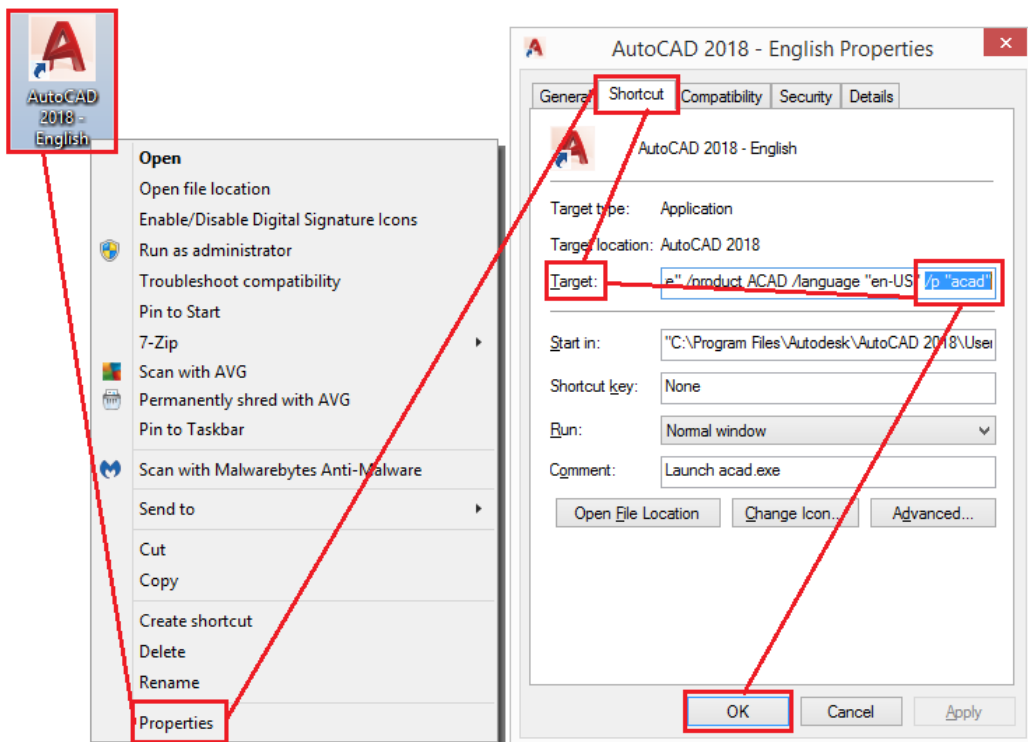 AutoCAD
2018 -
English
Open
Open file location
Enable/Disable Digital Signature Icons
Run as administrator
Troubleshoot compatibility
Pin to Start
7-Zip
Scan with AVG
Permanently shred with AVG
Pin to Taskbar
Scan with Malwarebytes Anti-Malware
Send to
Cut
Copy
Create shortcut
Delete
Rename
Properties
AutoCAD 2018 - English Properties
General Shortcut Compatibility Security Details
AutoCAD 2018 - English
Target type: Application
Target location: AutoCAD 2018
Target: e" /product ACAD /language "en-US" /p "acad"
Start in: "C:\Program Files\Autodesk\AutoCAD 2018\User
Shortcut key: None
Run: Normal window
Comment: Launch acad.exe
Open File Location Change Icon... Advanced...
OK Cancel Apply